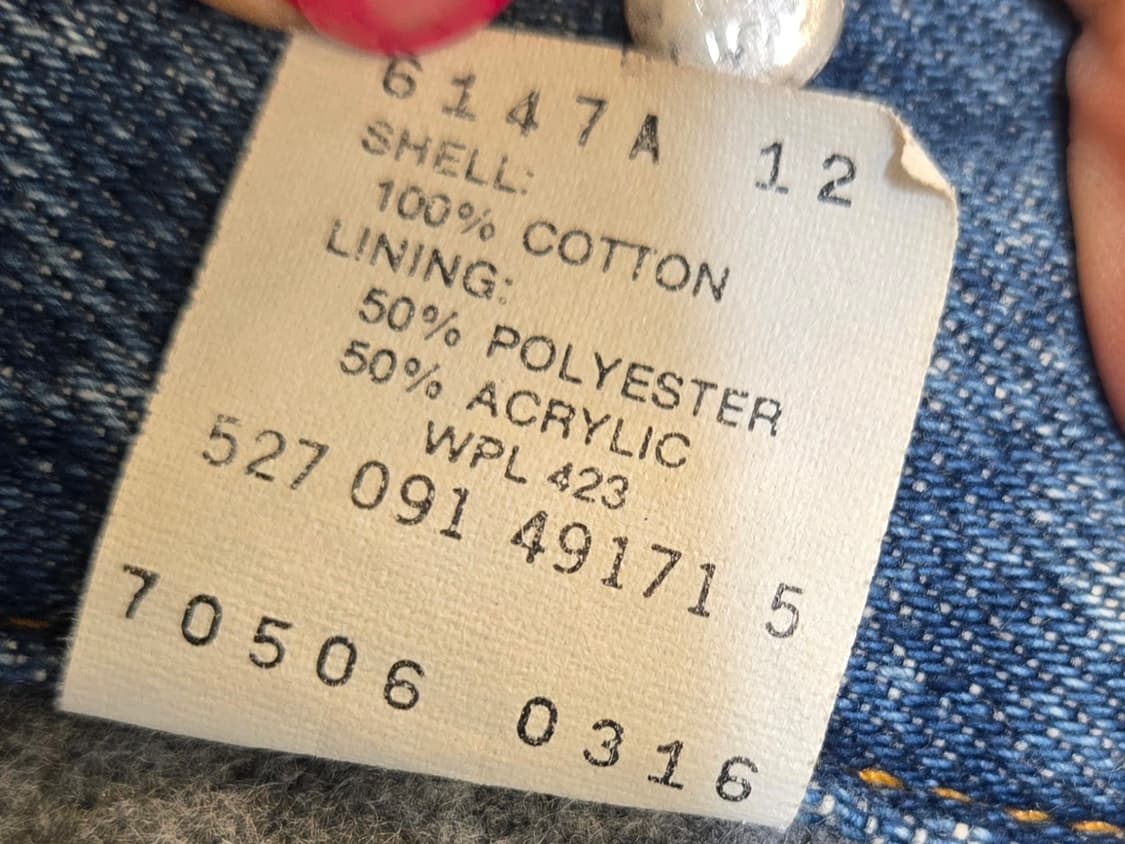 6147A 12
SHELL:
100% COTTON
LINING:
50% POLYESTER
50% ACRYLIC
WPL 423
527 091 49171 5
70506 0316